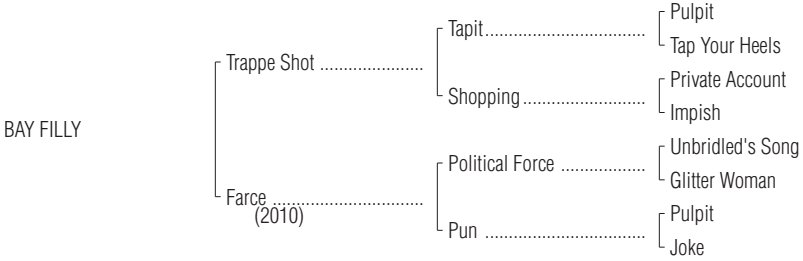 Pulpit
Tapit
Tap Your Heels
Trappe Shot
Private Account
Shopping
Impish
BAY FILLY
Unbridled's Song
Political Force
Glitter Woman
Farce
(2010)
Pulpit
Pun
Joke